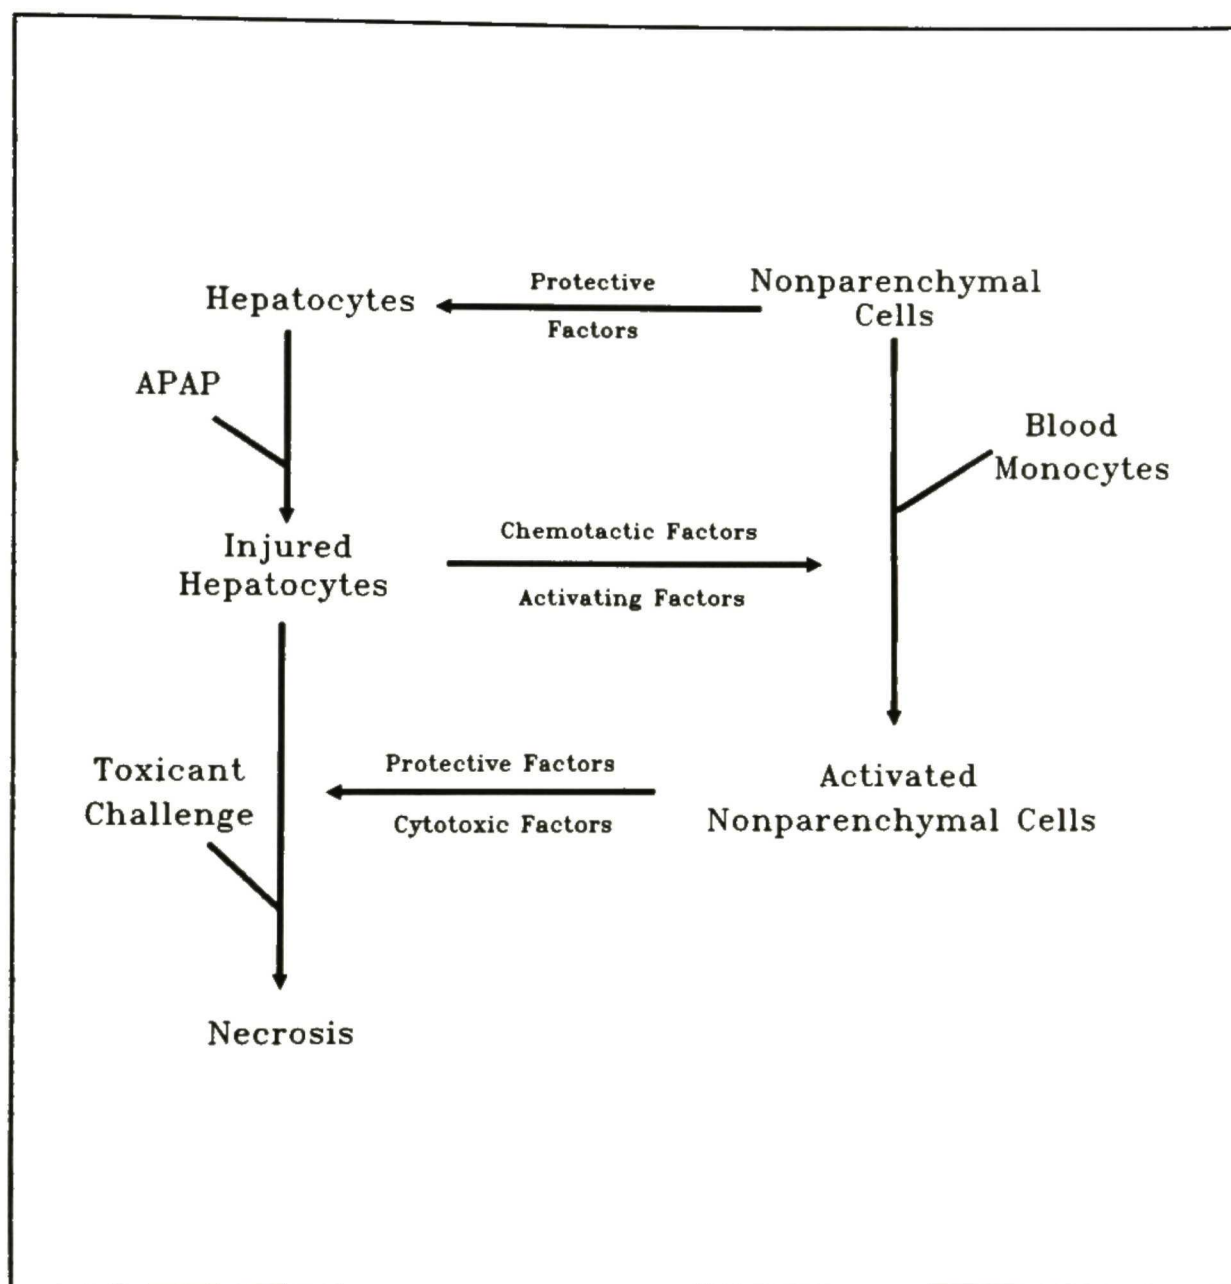 Protective
Hepatocytes
Factors
Nonparenchymal
Cells
APAP
Blood
Monocytes
Injured
Hepatocytes
Chemotactic Factors
Activating Factors
Toxicant
Challenge
Protective Factors
Cytotoxic Factors
Activated
Nonparenchymal Cells
Necrosis